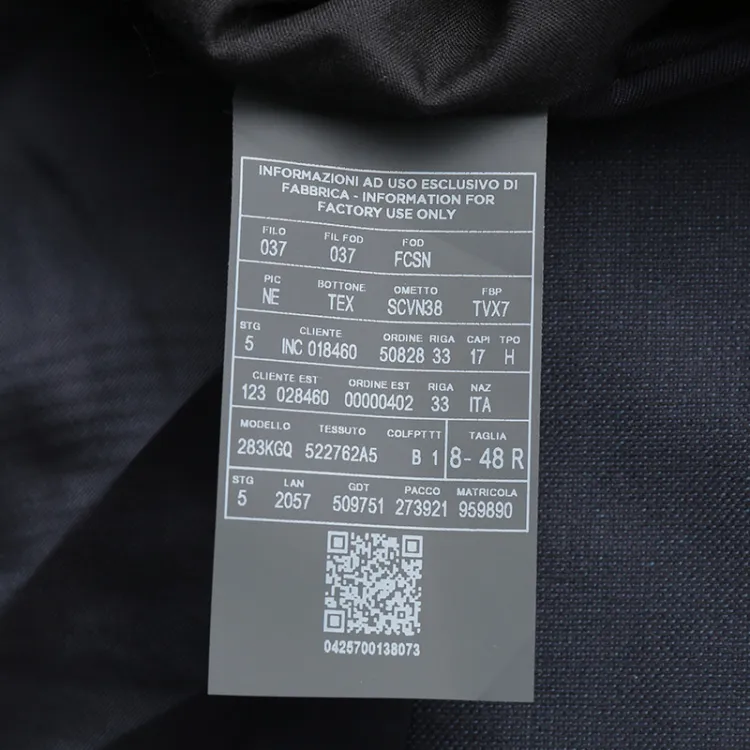 INFORMAZIONI AD USO ESCLUSIVO DI
FABBRICA - INFORMATION FOR
FACTORY USE ONLY
FILO FIL FOD FOD
037 037 FCSN
PIC BOTTONE OMETTO FBP
NE TEX SCVN38 TVX7
STG CLIENTE ORDINE RIGA CAPI TPO
5 INC 018460 50828 33 17 H
CLIENTE EST ORDINE EST RIGA NAZ
123 028460 00000402 33 ITA
MODELLO TESSUTO COLFPTTT TAGLIA
283KGQ 522762A5 B 1 8- 48 R
STG LAN GDT PACCO MATRICOLA
5 2057 509751 273921 959890
0425700138073